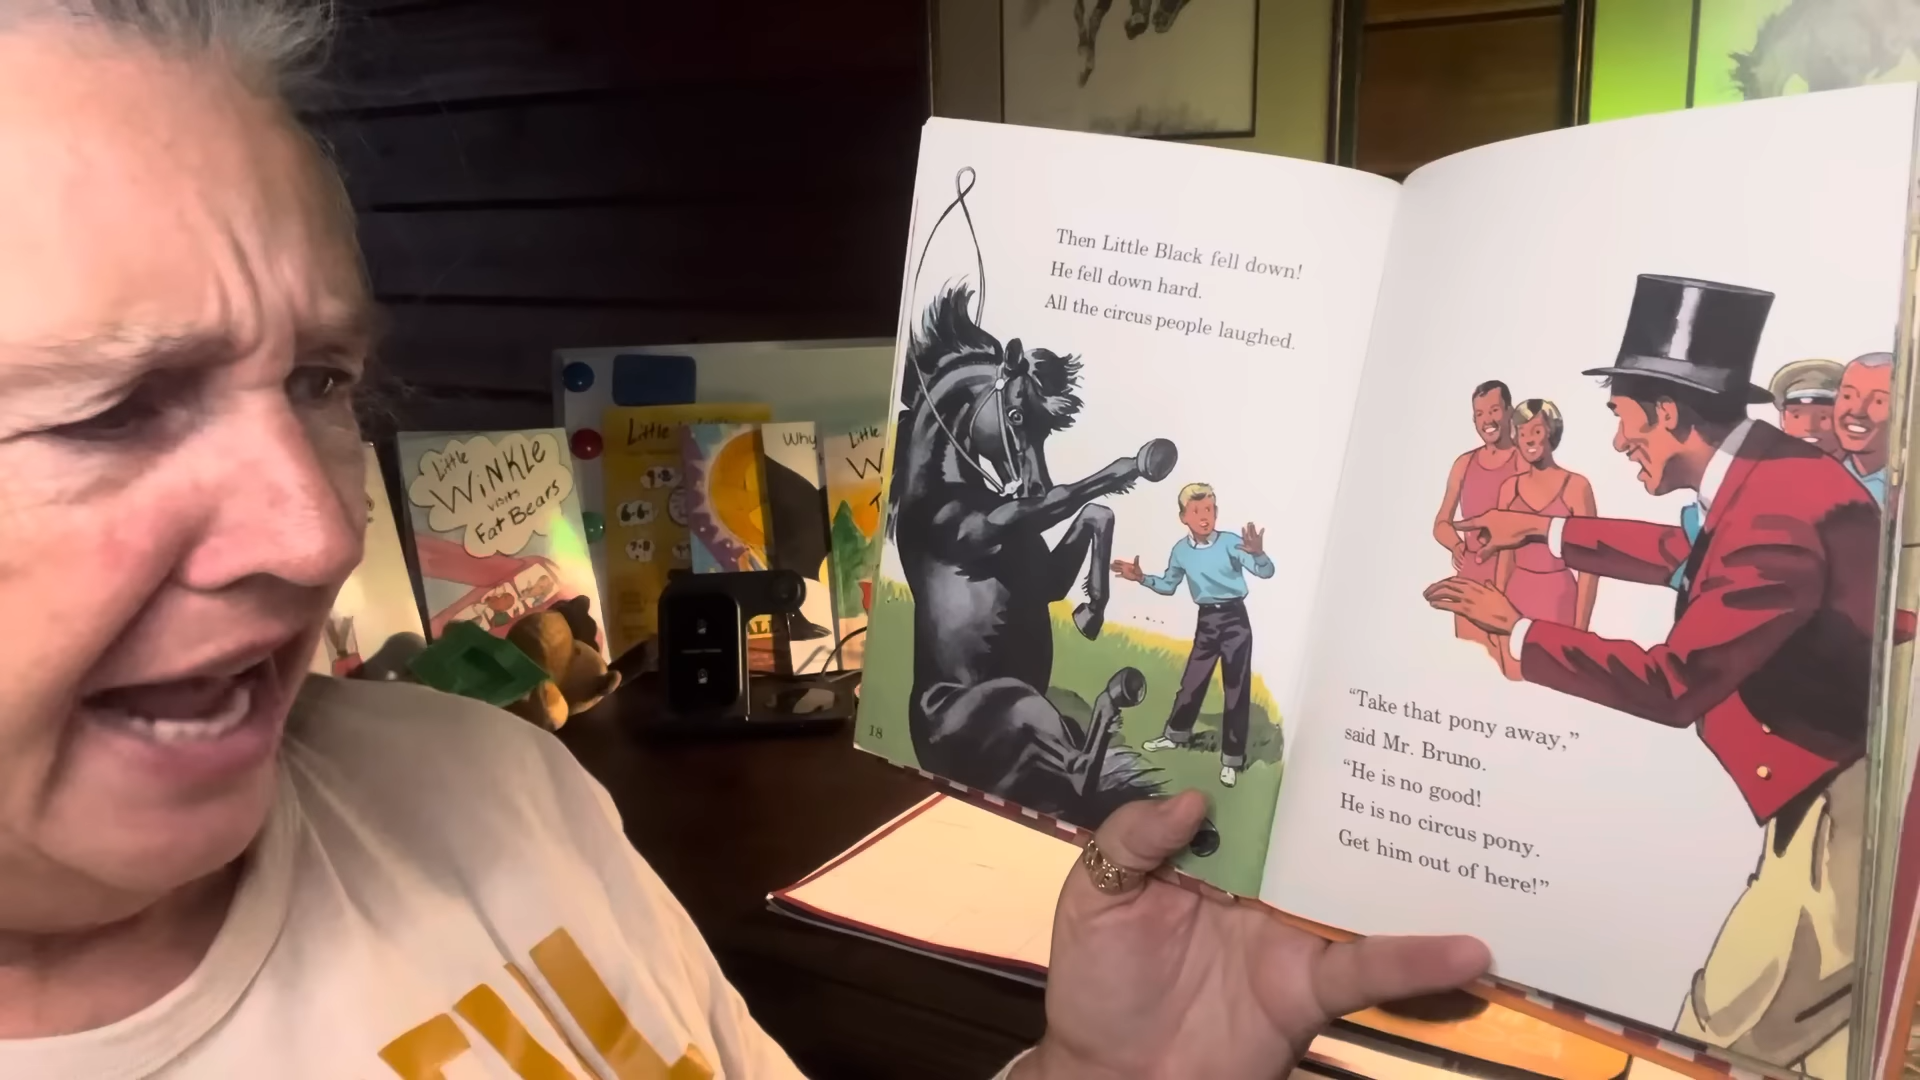 Then Little Black fell down!
He fell down hard.
All the circus people laughed.
18
"Take that pony away,"
said Mr. Bruno.
"He is no good!
He is no circus pony.
Get him out of here!"
Little
WiNKLE
visits
Fat Bears
Little
Why
Little